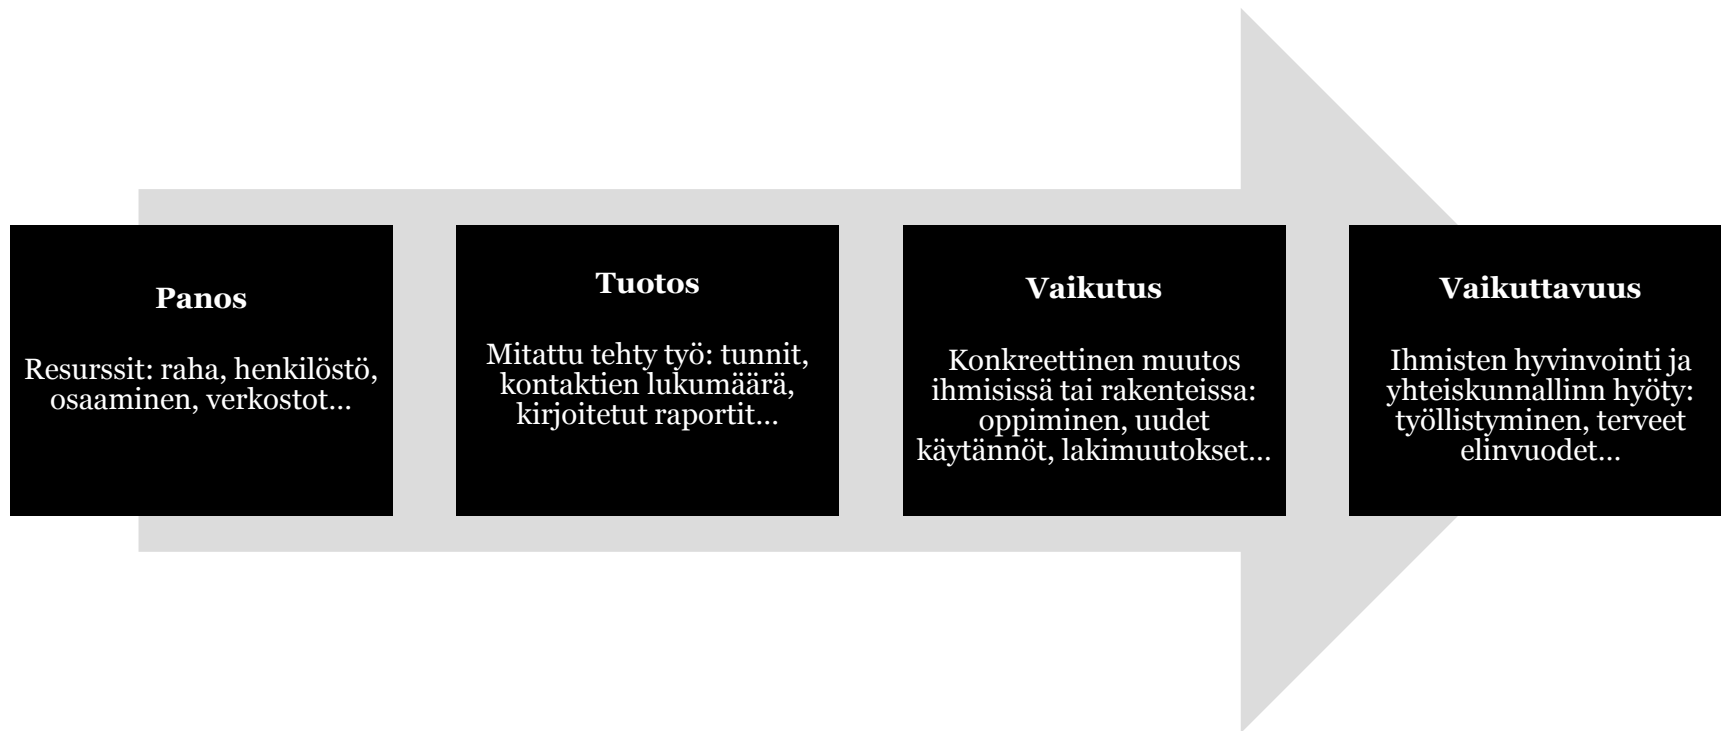 Panos
Resurssit: raha, henkilöstö,
osaaminen, verkostot...
Tuotos
Mitattu tehty työ: tunnit,
kontaktien lukumäärä,
kirjoitetut raportit...
Vaikutus
Konkreettinen muutos
ihmisissä tai rakenteissa:
oppiminen, uudet
käytännöt, lakimuutokset...
Vaikuttavuus
Ihmisten hyvinvointi ja
yhteiskunnallinn hyöty:
työllistyminen, terveet
elinvuodet...